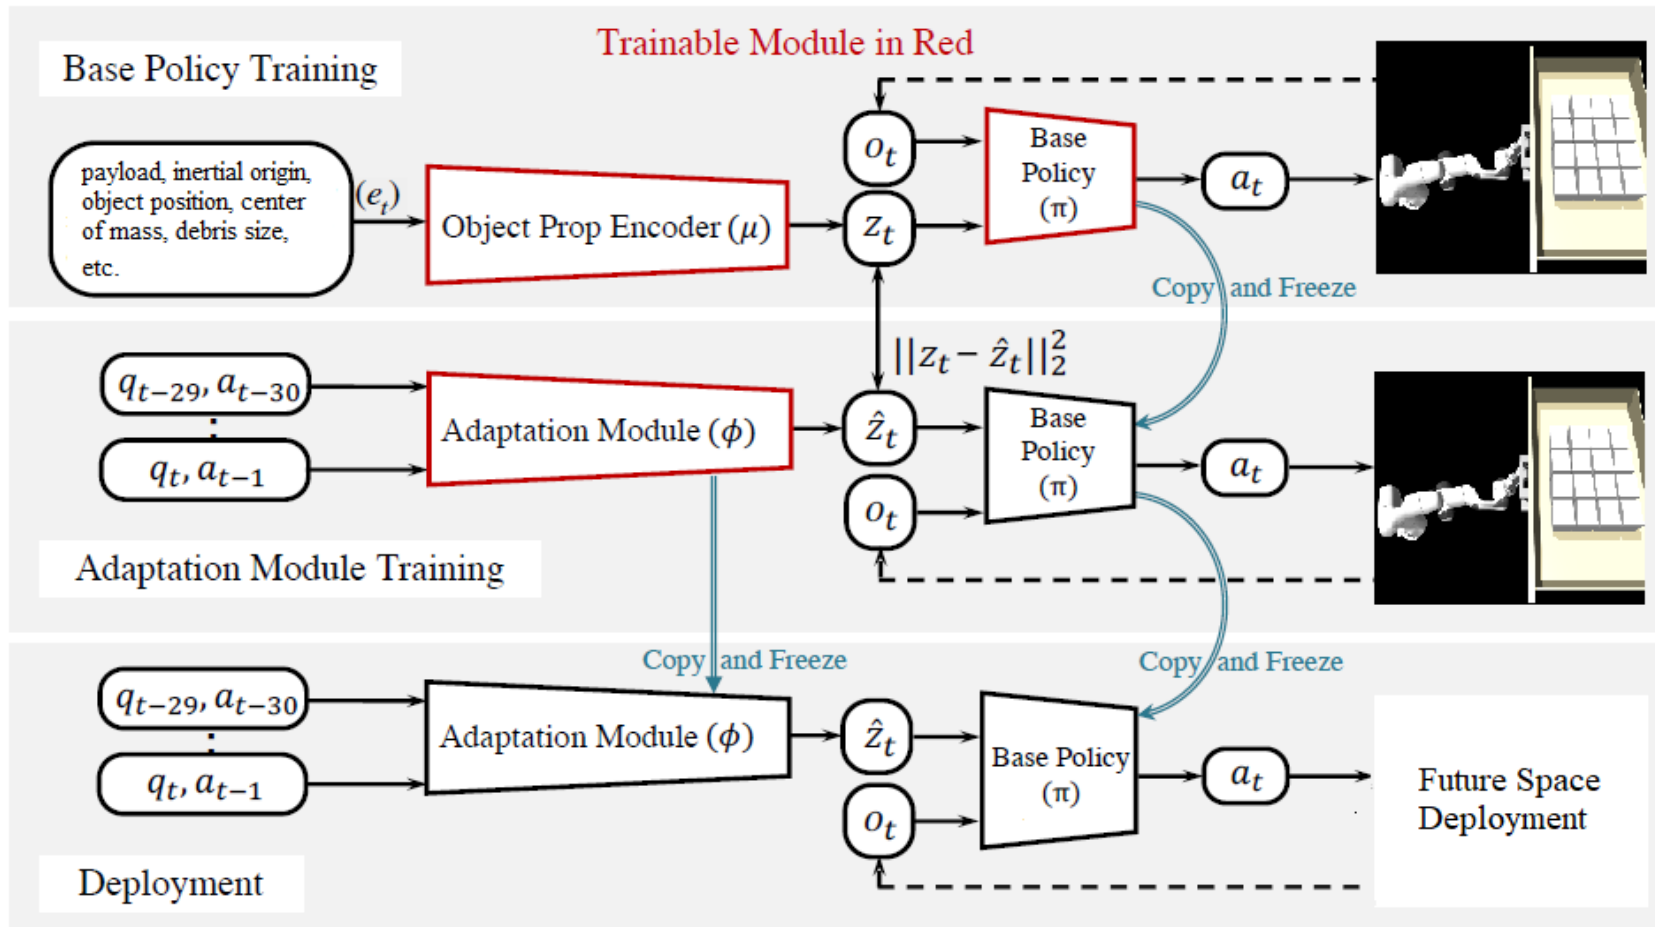 Trainable Module in Red
Base Policy Training
payload, inertial origin,
object position, center
of mass, debris size,
etc.
(e_t)
Object Prop Encoder (μ)
o_t
z_t
Base
Policy
(π)
a_t
Copy and Freeze
||z_t − ẑ_t||₂²
q_{t−29}, a_{t−30}
:
q_t, a_{t−1}
Adaptation Module (ϕ)
ẑ_t
o_t
Base
Policy
(π)
a_t
Adaptation Module Training
Copy and Freeze
Copy and Freeze
q_{t−29}, a_{t−30}
:
q_t, a_{t−1}
Adaptation Module (ϕ)
ẑ_t
o_t
Base Policy
(π)
a_t
Future Space
Deployment
Deployment